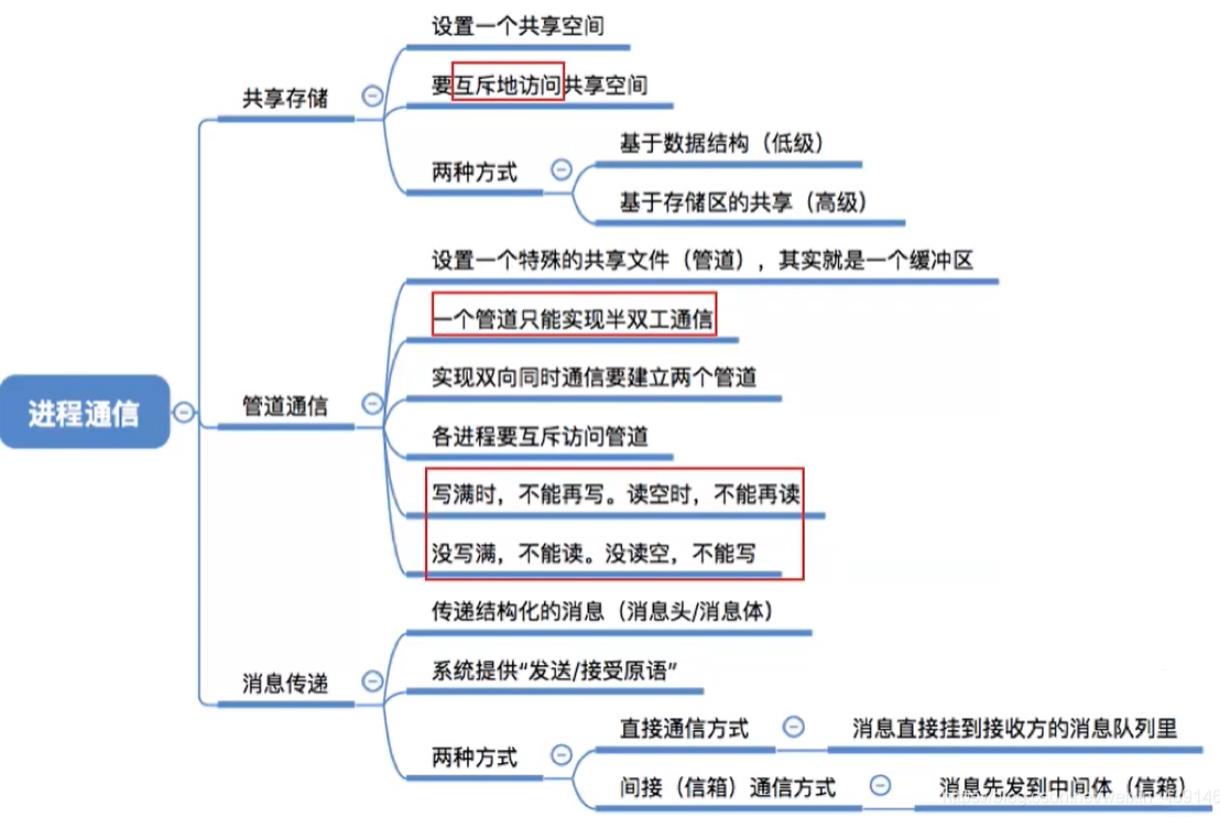 设置一个共享空间
要互斥地访问共享空间
共享存储
基于数据结构（低级）
两种方式
基于存储区的共享（高级）
设置一个特殊的共享文件（管道），其实就是一个缓冲区
一个管道只能实现半双工通信
实现双向同时通信要建立两个管道
进程通信
管道通信
各进程要互斥访问管道
写满时，不能再写。读空时，不能再读
没写满，不能读。没读空，不能写
传递结构化的消息（消息头/消息体）
系统提供“发送/接受原语”
消息传递
直接通信方式
消息直接挂到接收方的消息队列里
两种方式
间接（信箱）通信方式
消息先发到中间体（信箱）